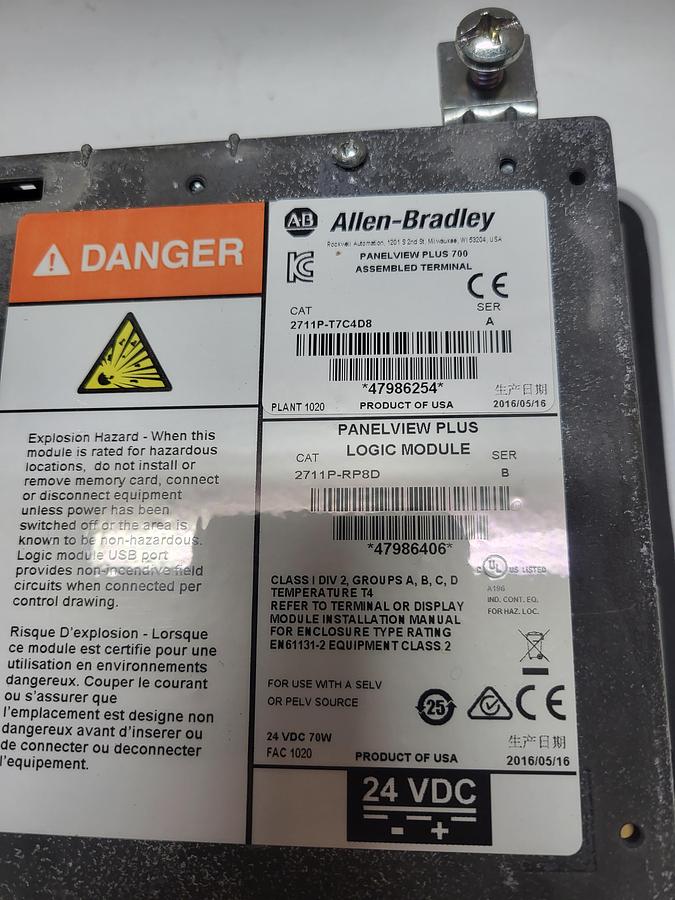 DANGER
Explosion Hazard - When this
module is rated for hazardous
locations, do not install or
remove memory card, connect
or disconnect equipment
unless power has been
switched off or the area is
known to be non-hazardous.
Logic module USB port
provides non-incendive field
circuits when connected per
control drawing.
Risque D'explosion - Lorsque
ce module est certifie pour une
utilisation en environnements
dangereux. Couper le courant
ou s'assurer que
l'emplacement est designe non
dangereux avant d'inserer ou
de connecter ou deconnecter
l'equipement.
AB Allen-Bradley
Rockwell Automation, 1201 S 2nd St, Milwaukee, WI 53204, USA
PANELVIEW PLUS 700
ASSEMBLED TERMINAL
CE
CAT SER
2711P-T7C4D8 A
*47986254* 生产日期
PLANT 1020 PRODUCT OF USA 2016/05/16
PANELVIEW PLUS
LOGIC MODULE
CAT SER
2711P-RP8D B
*47986406*
c UL US LISTED
A196
IND. CONT. EQ.
FOR HAZ. LOC.
CLASS I DIV 2, GROUPS A, B, C, D
TEMPERATURE T4
REFER TO TERMINAL OR DISPLAY
MODULE INSTALLATION MANUAL
FOR ENCLOSURE TYPE RATING
EN61131-2 EQUIPMENT CLASS 2
FOR USE WITH A SELV
OR PELV SOURCE
25 CE
24 VDC 70W 生产日期
FAC 1020 PRODUCT OF USA 2016/05/16
24 VDC
- +